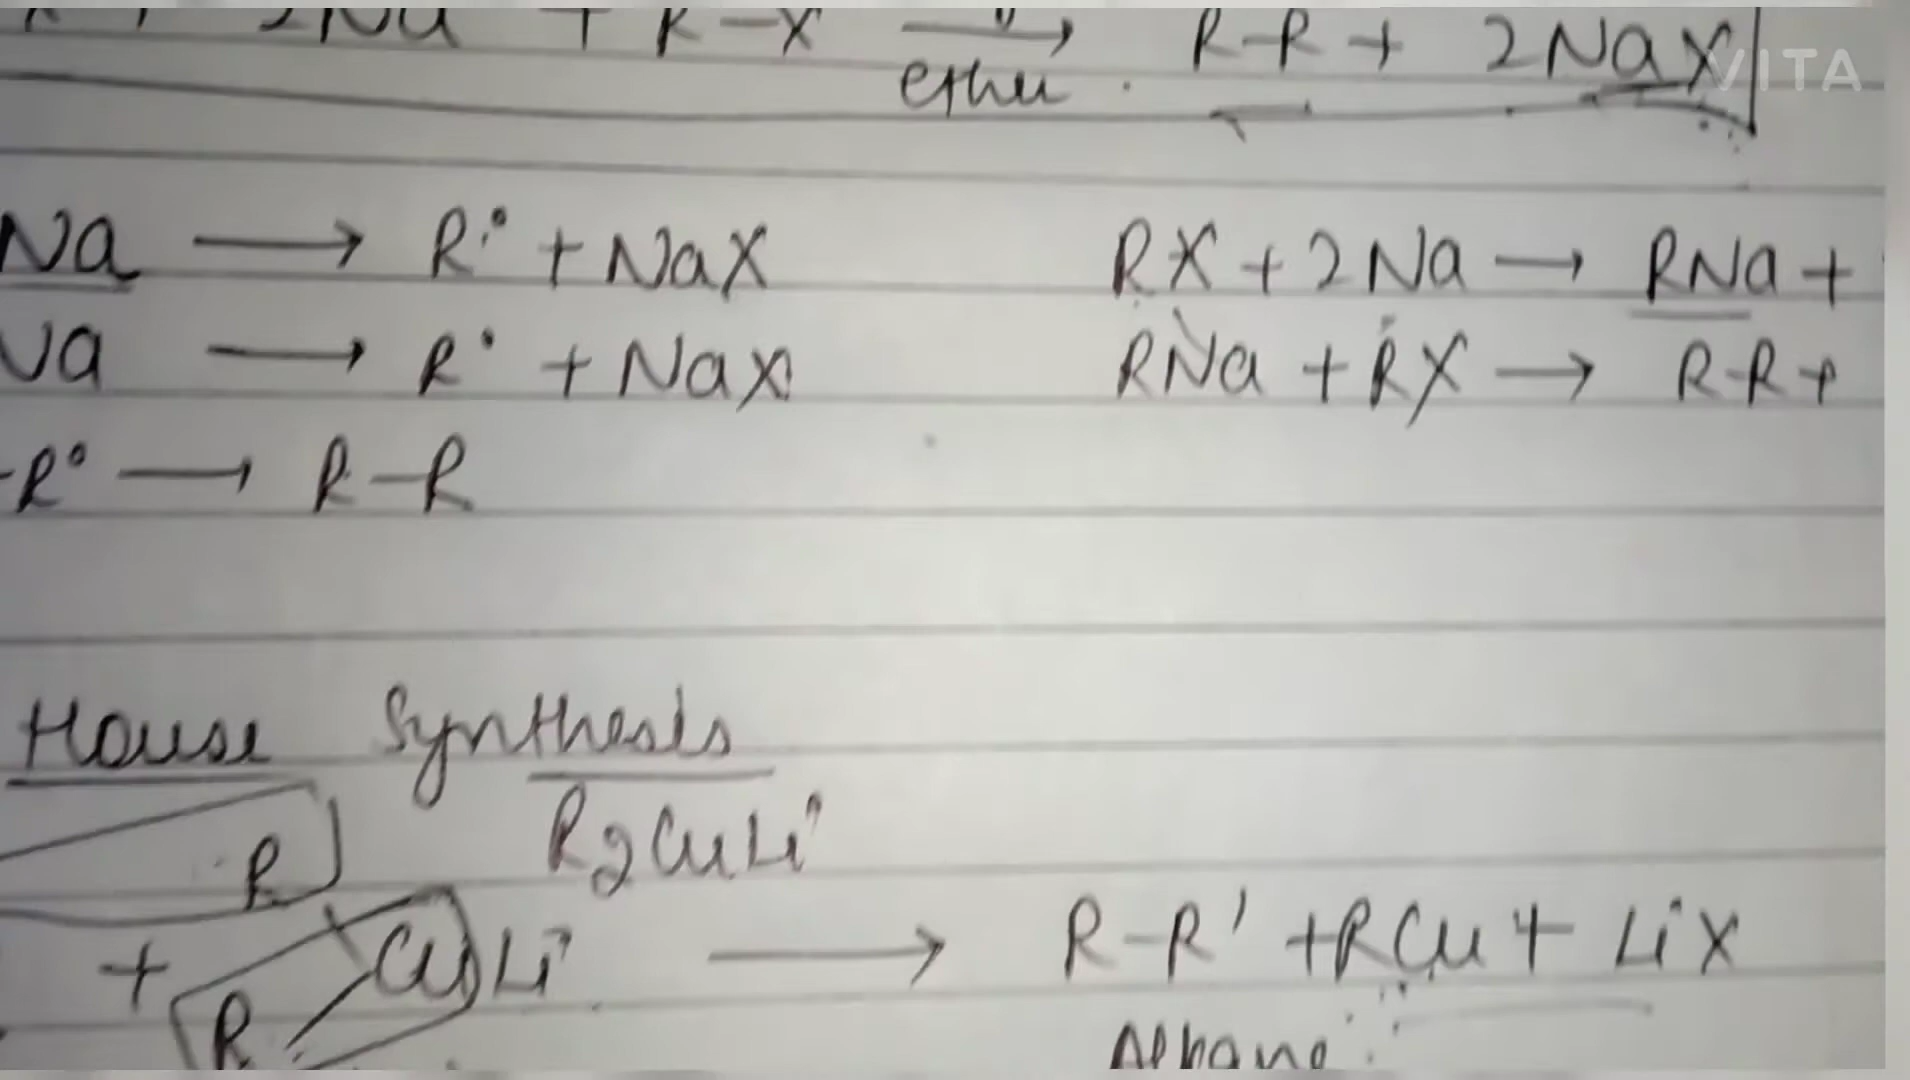 + 2Na + R-X ⟶ R-R + 2NaX
ether
VITA
Na ⟶ R• + NaX
Na ⟶ R• + NaX
-R• ⟶ R-R
RX + 2Na ⟶ RNa +
RNa + RX ⟶ R-R +
House Synthesis
R2CuLi
R
+ CuLi ⟶ R-R' + RCu + LiX
R
Alkane